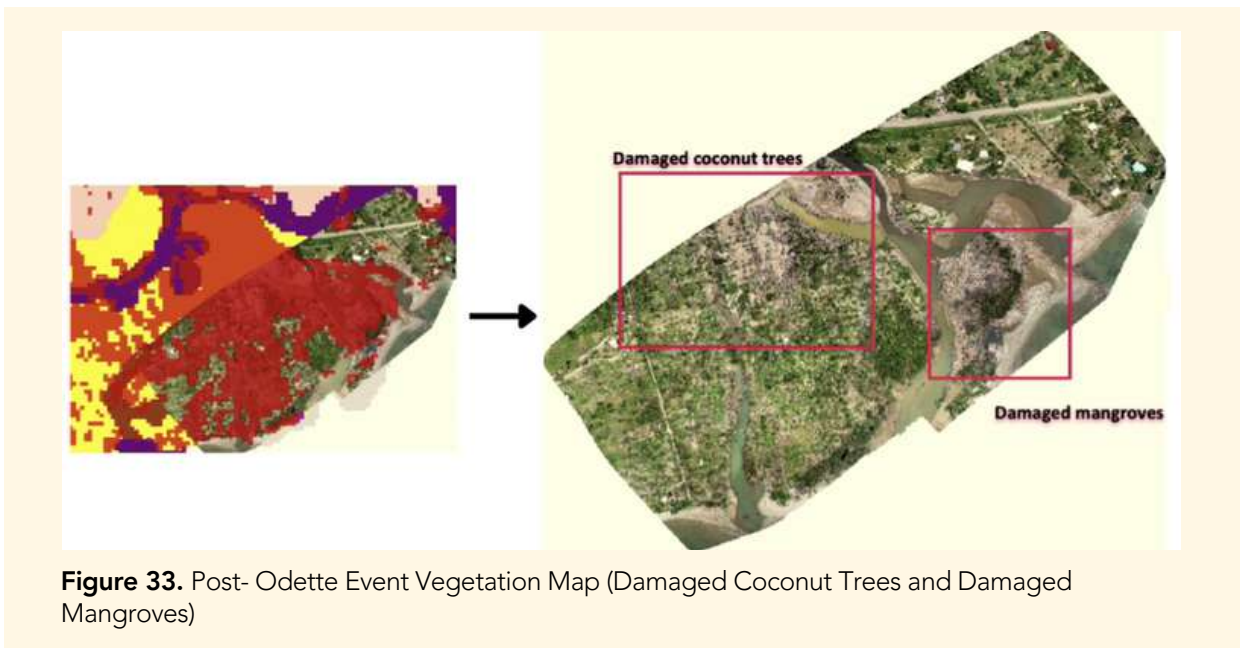 Damaged coconut trees
Damaged mangroves
Figure 33. Post- Odette Event Vegetation Map (Damaged Coconut Trees and Damaged
Mangroves)